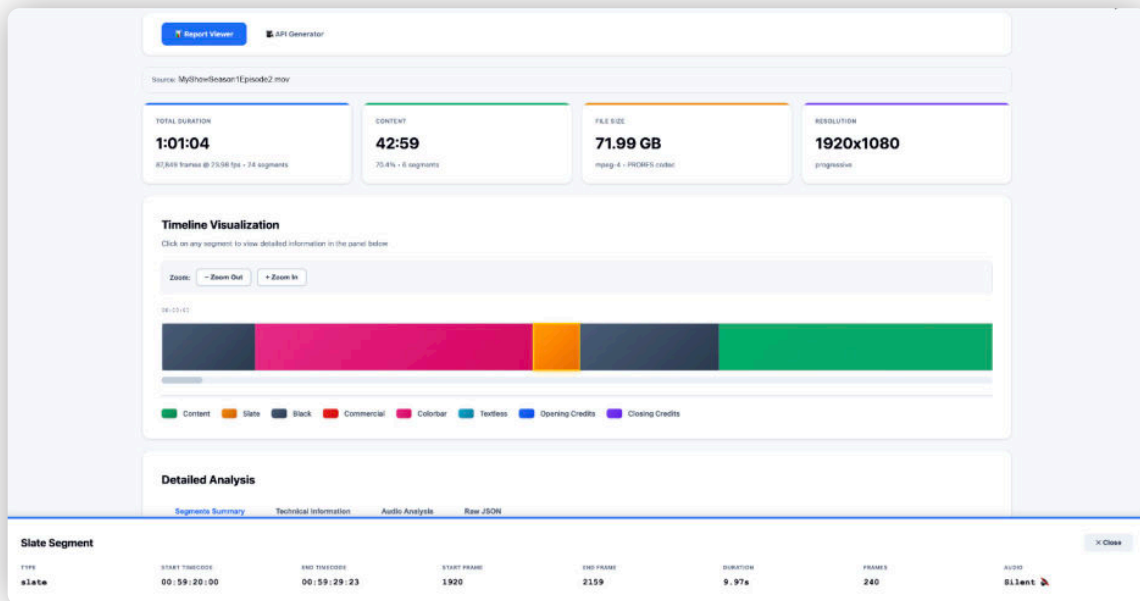 Report Viewer
API Generator
Source: MyShowSeason1Episode2.mov
TOTAL DURATION
1:01:04
87,849 frames @ 23.98 fps • 24 segments
CONTENT
42:59
70.4% • 6 segments
FILE SIZE
71.99 GB
mpeg-4 • PRORES codec
RESOLUTION
1920x1080
progressive
Timeline Visualization
Click on any segment to view detailed information in the panel below
Zoom: − Zoom Out + Zoom In
Content Slate Black Commercial Colorbar Textless Opening Credits Closing Credits
Detailed Analysis
Segments Summary Technical Information Audio Analysis Raw JSON
Slate Segment
× Close
TYPE START TIMECODE END TIMECODE START FRAME END FRAME DURATION FRAMES AUDIO
slate 00:59:20:00 00:59:29:23 1920 2159 9.97s 240 Silent